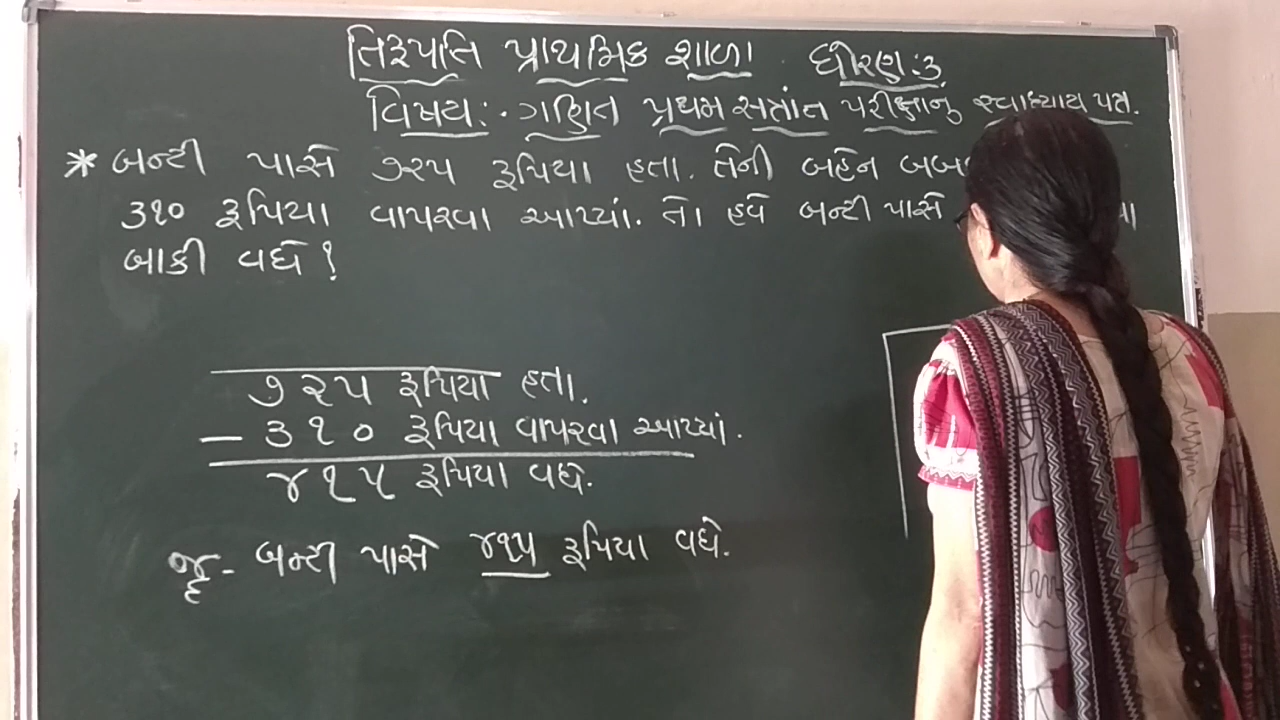 તિરૂપતિ પ્રાથમિક શાળા ધોરણ:૩
વિષય:- ગણિત પ્રથમ સત્રાંત પરીક્ષાનુ સ્વાધ્યાય પત્ર.
* બન્ટી પાસે ૭૨૫ રૂપિયા હતા. તેની બહેન
૩૧૦ રૂપિયા વાપરવા આપ્યાં. તો હવે બન્ટી પાસે
બાકી વધે ?
૭૨૫ રૂપિયા હતા.
- ૩૧૦ રૂપિયા વાપરવા આપ્યાં.
૪૧૫ રૂપિયા વધે.
જ - બન્ટી પાસે ૪૧૫ રૂપિયા વધે.